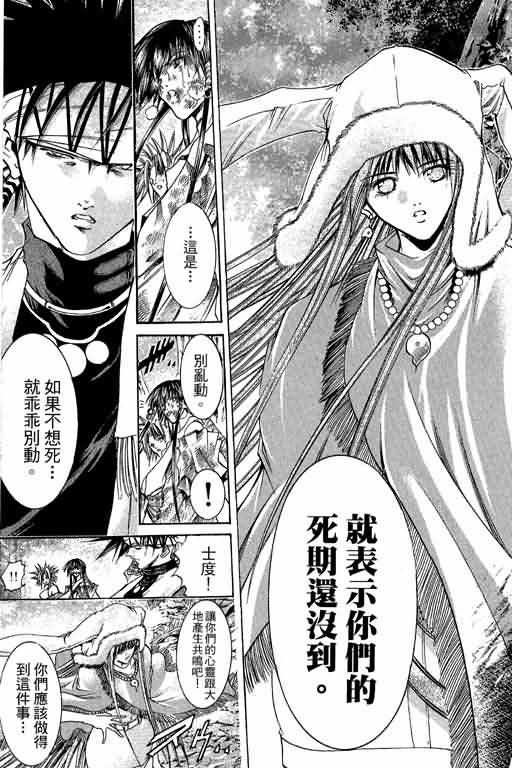 就表示你們的
死期還沒到。
…
…這是…
別亂動。
！
如果不想死…
就乖乖別動。
士度！
!!
讓你們的心靈跟大
地產生共鳴吧！
你們應該做得
到這件事…